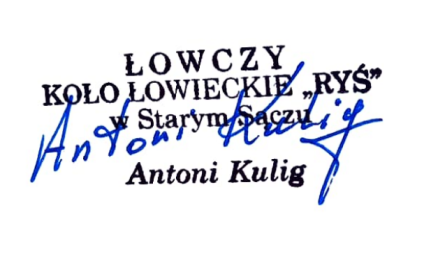 ŁOWCZY
KOŁO ŁOWIECKIE „RYŚ”
w Starym Sączu
Antoni Kulig
Antoni Kulig